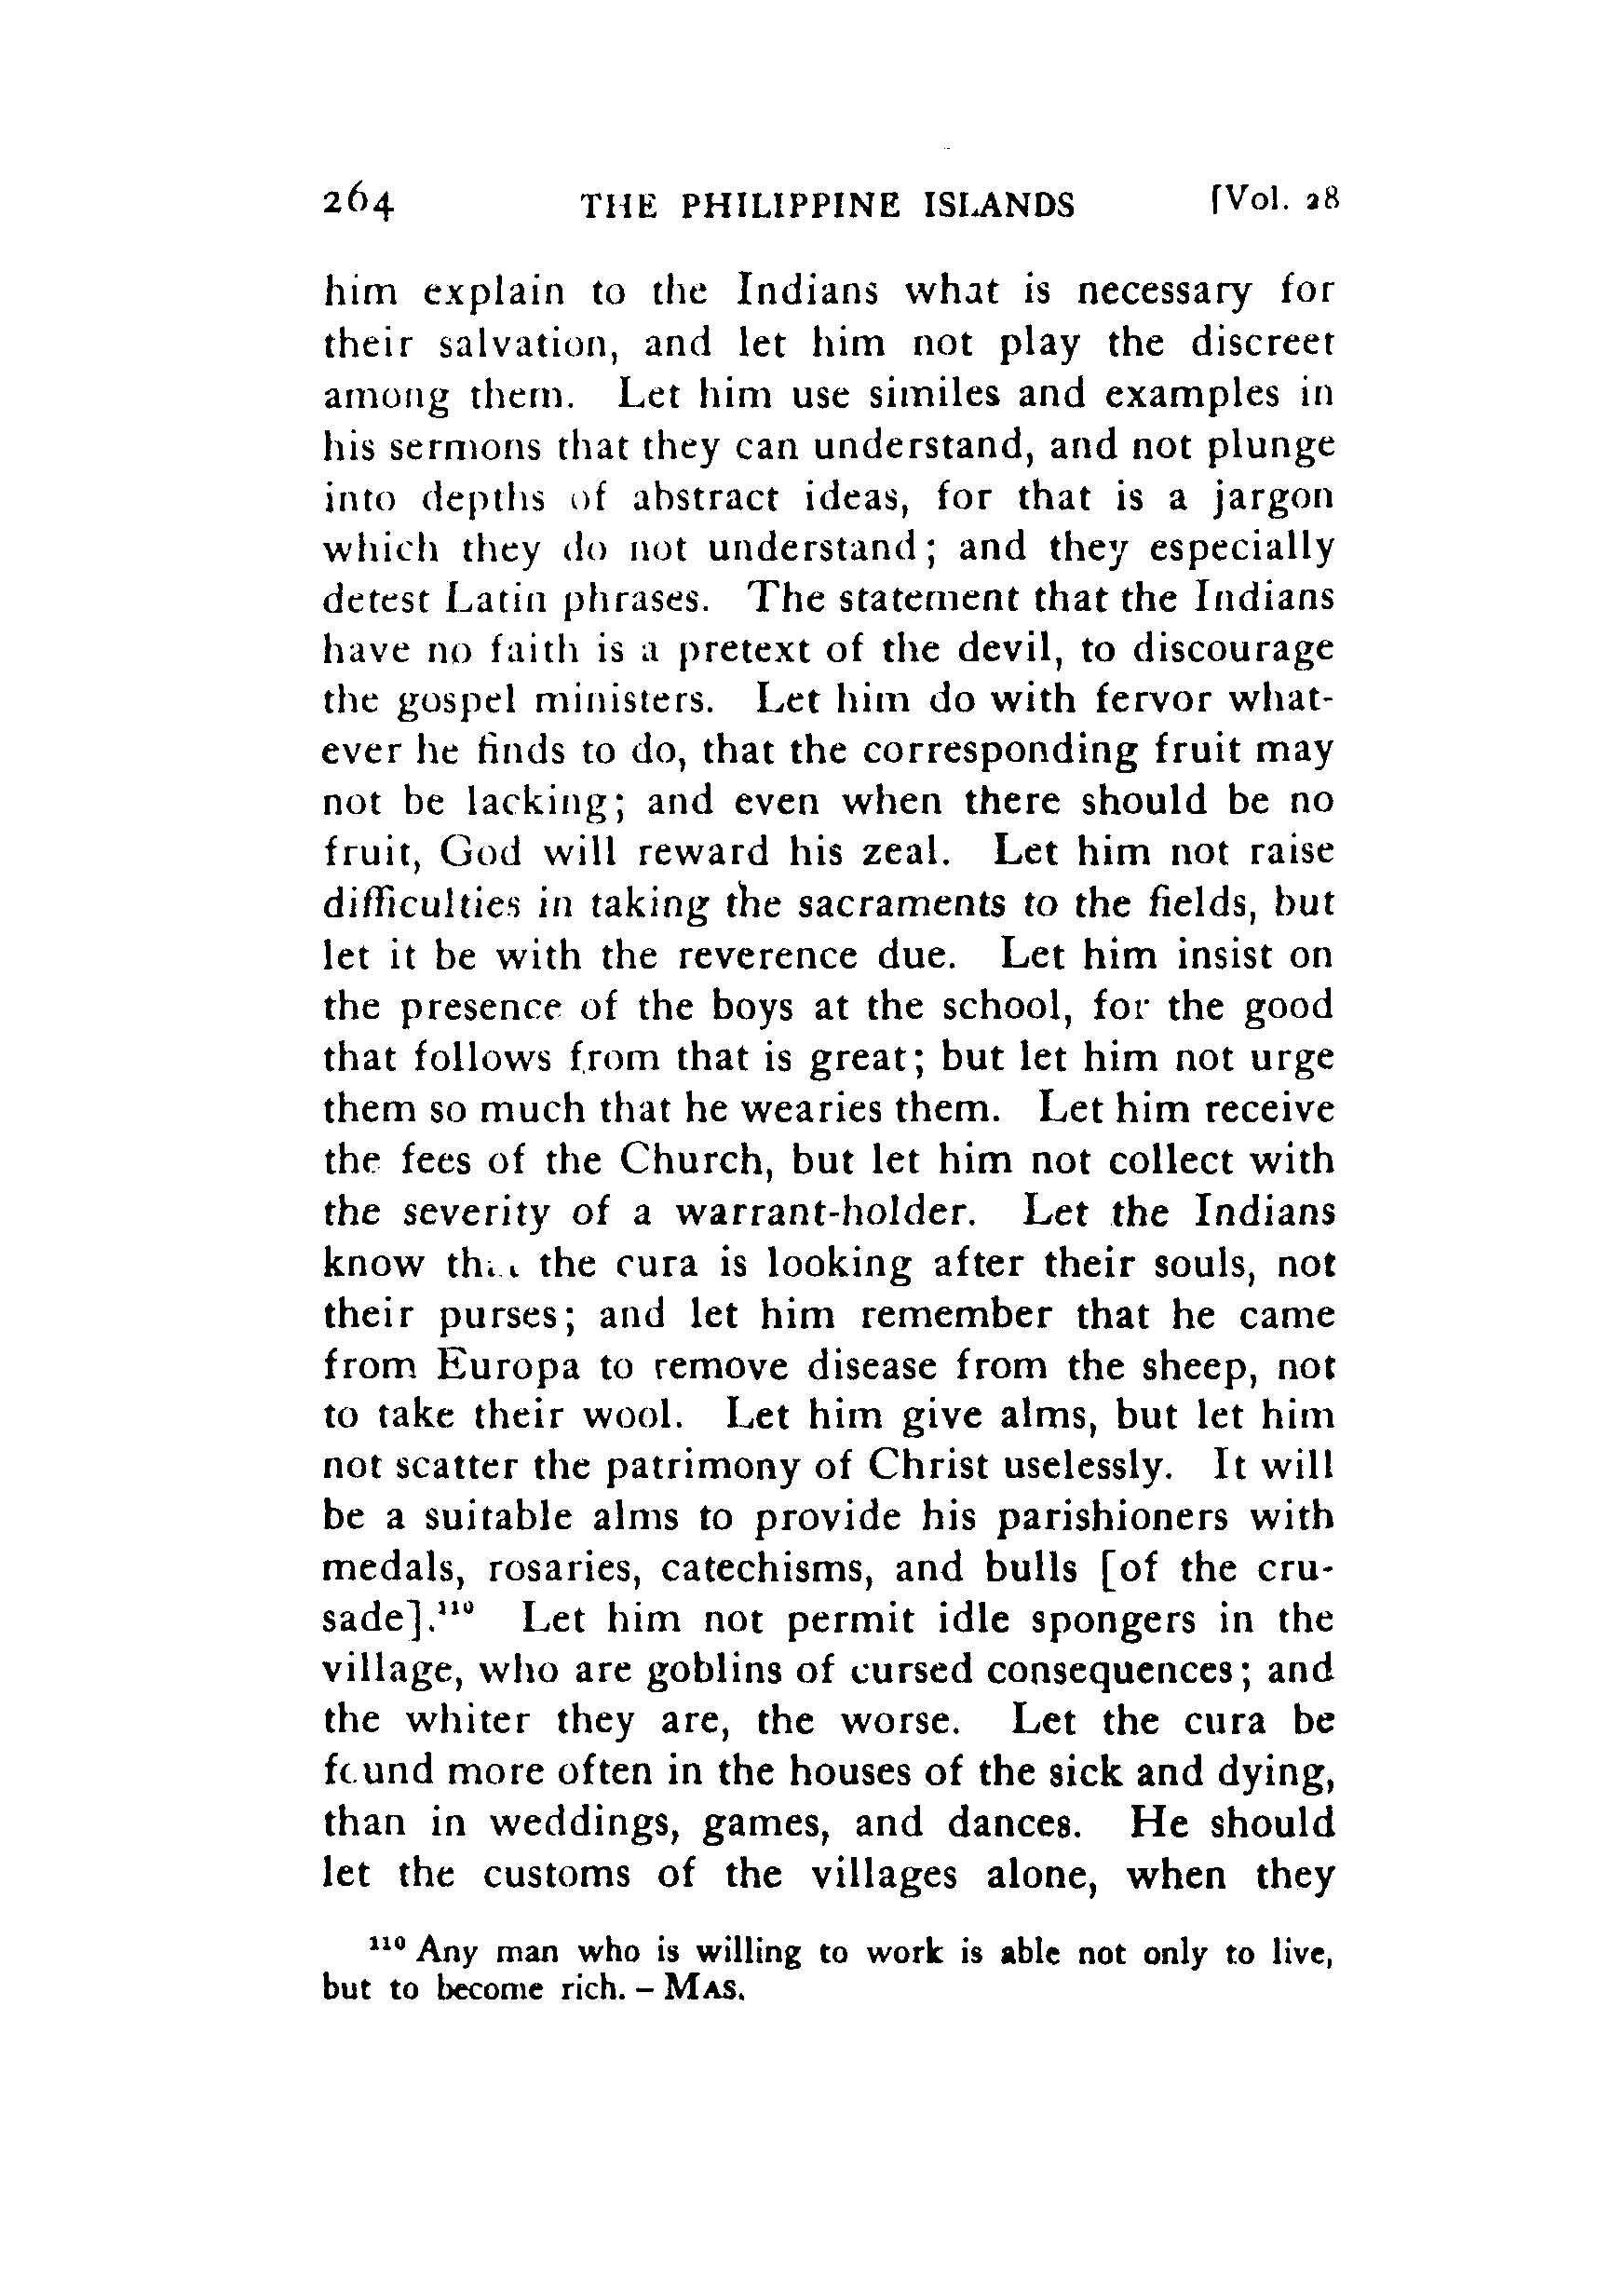 264 THE PHILIPPINE ISLANDS [Vol. 28
him explain to the Indians what is necessary for
their salvation, and let him not play the discreet
among them. Let him use similes and examples in
his sermons that they can understand, and not plunge
into depths of abstract ideas, for that is a jargon
which they do not understand; and they especially
detest Latin phrases. The statement that the Indians
have no faith is a pretext of the devil, to discourage
the gospel ministers. Let him do with fervor what-
ever he finds to do, that the corresponding fruit may
not be lacking; and even when there should be no
fruit, God will reward his zeal. Let him not raise
difficulties in taking the sacraments to the fields, but
let it be with the reverence due. Let him insist on
the presence of the boys at the school, for the good
that follows from that is great; but let him not urge
them so much that he wearies them. Let him receive
the fees of the Church, but let him not collect with
the severity of a warrant-holder. Let the Indians
know that the cura is looking after their souls, not
their purses; and let him remember that he came
from Europa to remove disease from the sheep, not
to take their wool. Let him give alms, but let him
not scatter the patrimony of Christ uselessly. It will
be a suitable alms to provide his parishioners with
medals, rosaries, catechisms, and bulls [of the cru-
sade].¹¹⁰ Let him not permit idle spongers in the
village, who are goblins of cursed consequences; and
the whiter they are, the worse. Let the cura be
found more often in the houses of the sick and dying,
than in weddings, games, and dances. He should
let the customs of the villages alone, when they
¹¹⁰ Any man who is willing to work is able not only to live,
but to become rich. – MAS.